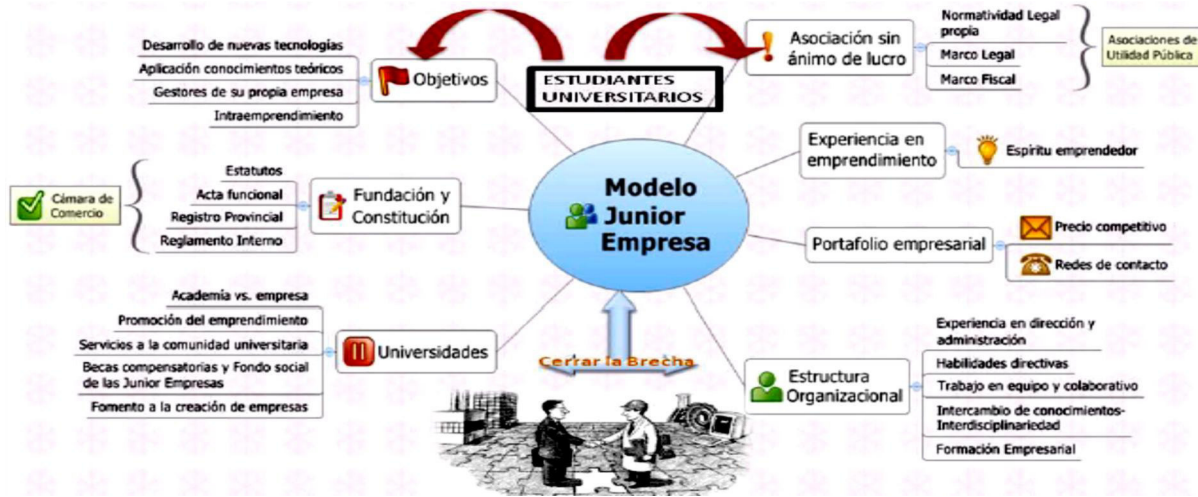 Desarrollo de nuevas tecnologías
Aplicación conocimientos teóricos
Gestores de su propia empresa
Intraemprendimiento
Objetivos
ESTUDIANTES
UNIVERSITARIOS
Asociación sin
ánimo de lucro
Normatividad Legal
propia
Marco Legal
Marco Fiscal
Asociaciones de
Utilidad Pública
Experiencia en
emprendimiento
Espíritu emprendedor
Cámara de
Comercio
Estatutos
Acta funcional
Registro Provincial
Reglamento Interno
Fundación y
Constitución
Modelo
Junior
Empresa
Portafolio empresarial
Precio competitivo
Redes de contacto
Academía vs. empresa
Promoción del emprendimiento
Servicios a la comunidad universitaria
Becas compensatorias y Fondo social
de las Junior Empresas
Fomento a la creación de empresas
Universidades
Cerrar la Brecha
Estructura
Organizacional
Experiencia en dirección y
administración
Habilidades directivas
Trabajo en equipo y colaborativo
Intercambio de conocimientos-
Interdisciplinariedad
Formación Empresarial